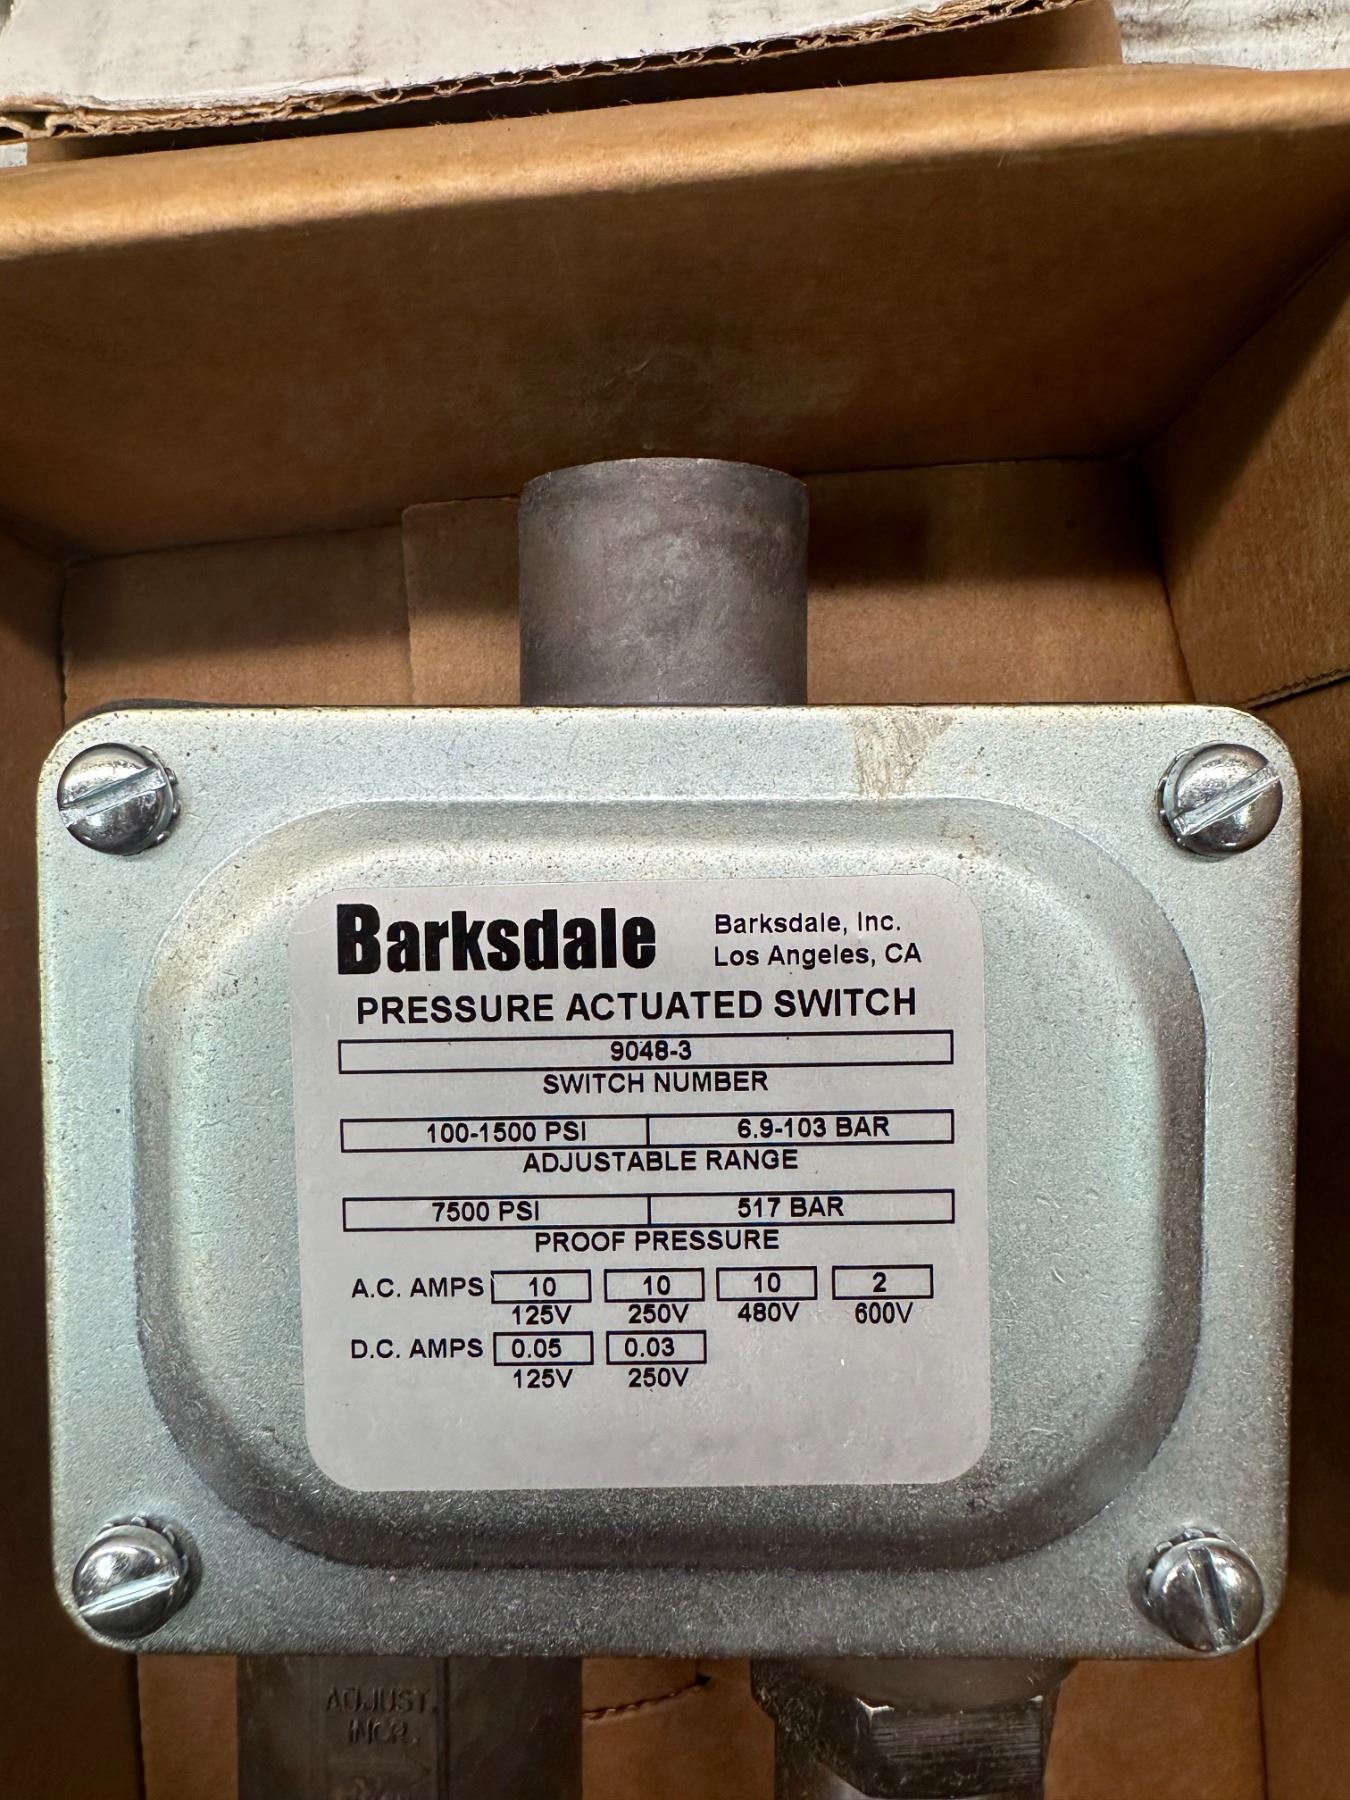 Barksdale
Barksdale, Inc.
Los Angeles, CA
PRESSURE ACTUATED SWITCH
9048-3
SWITCH NUMBER
100-1500 PSI 6.9-103 BAR
ADJUSTABLE RANGE
7500 PSI 517 BAR
PROOF PRESSURE
A.C. AMPS 10 10 10 2
125V 250V 480V 600V
D.C. AMPS 0.05 0.03
125V 250V
ADJUST.
INCR.